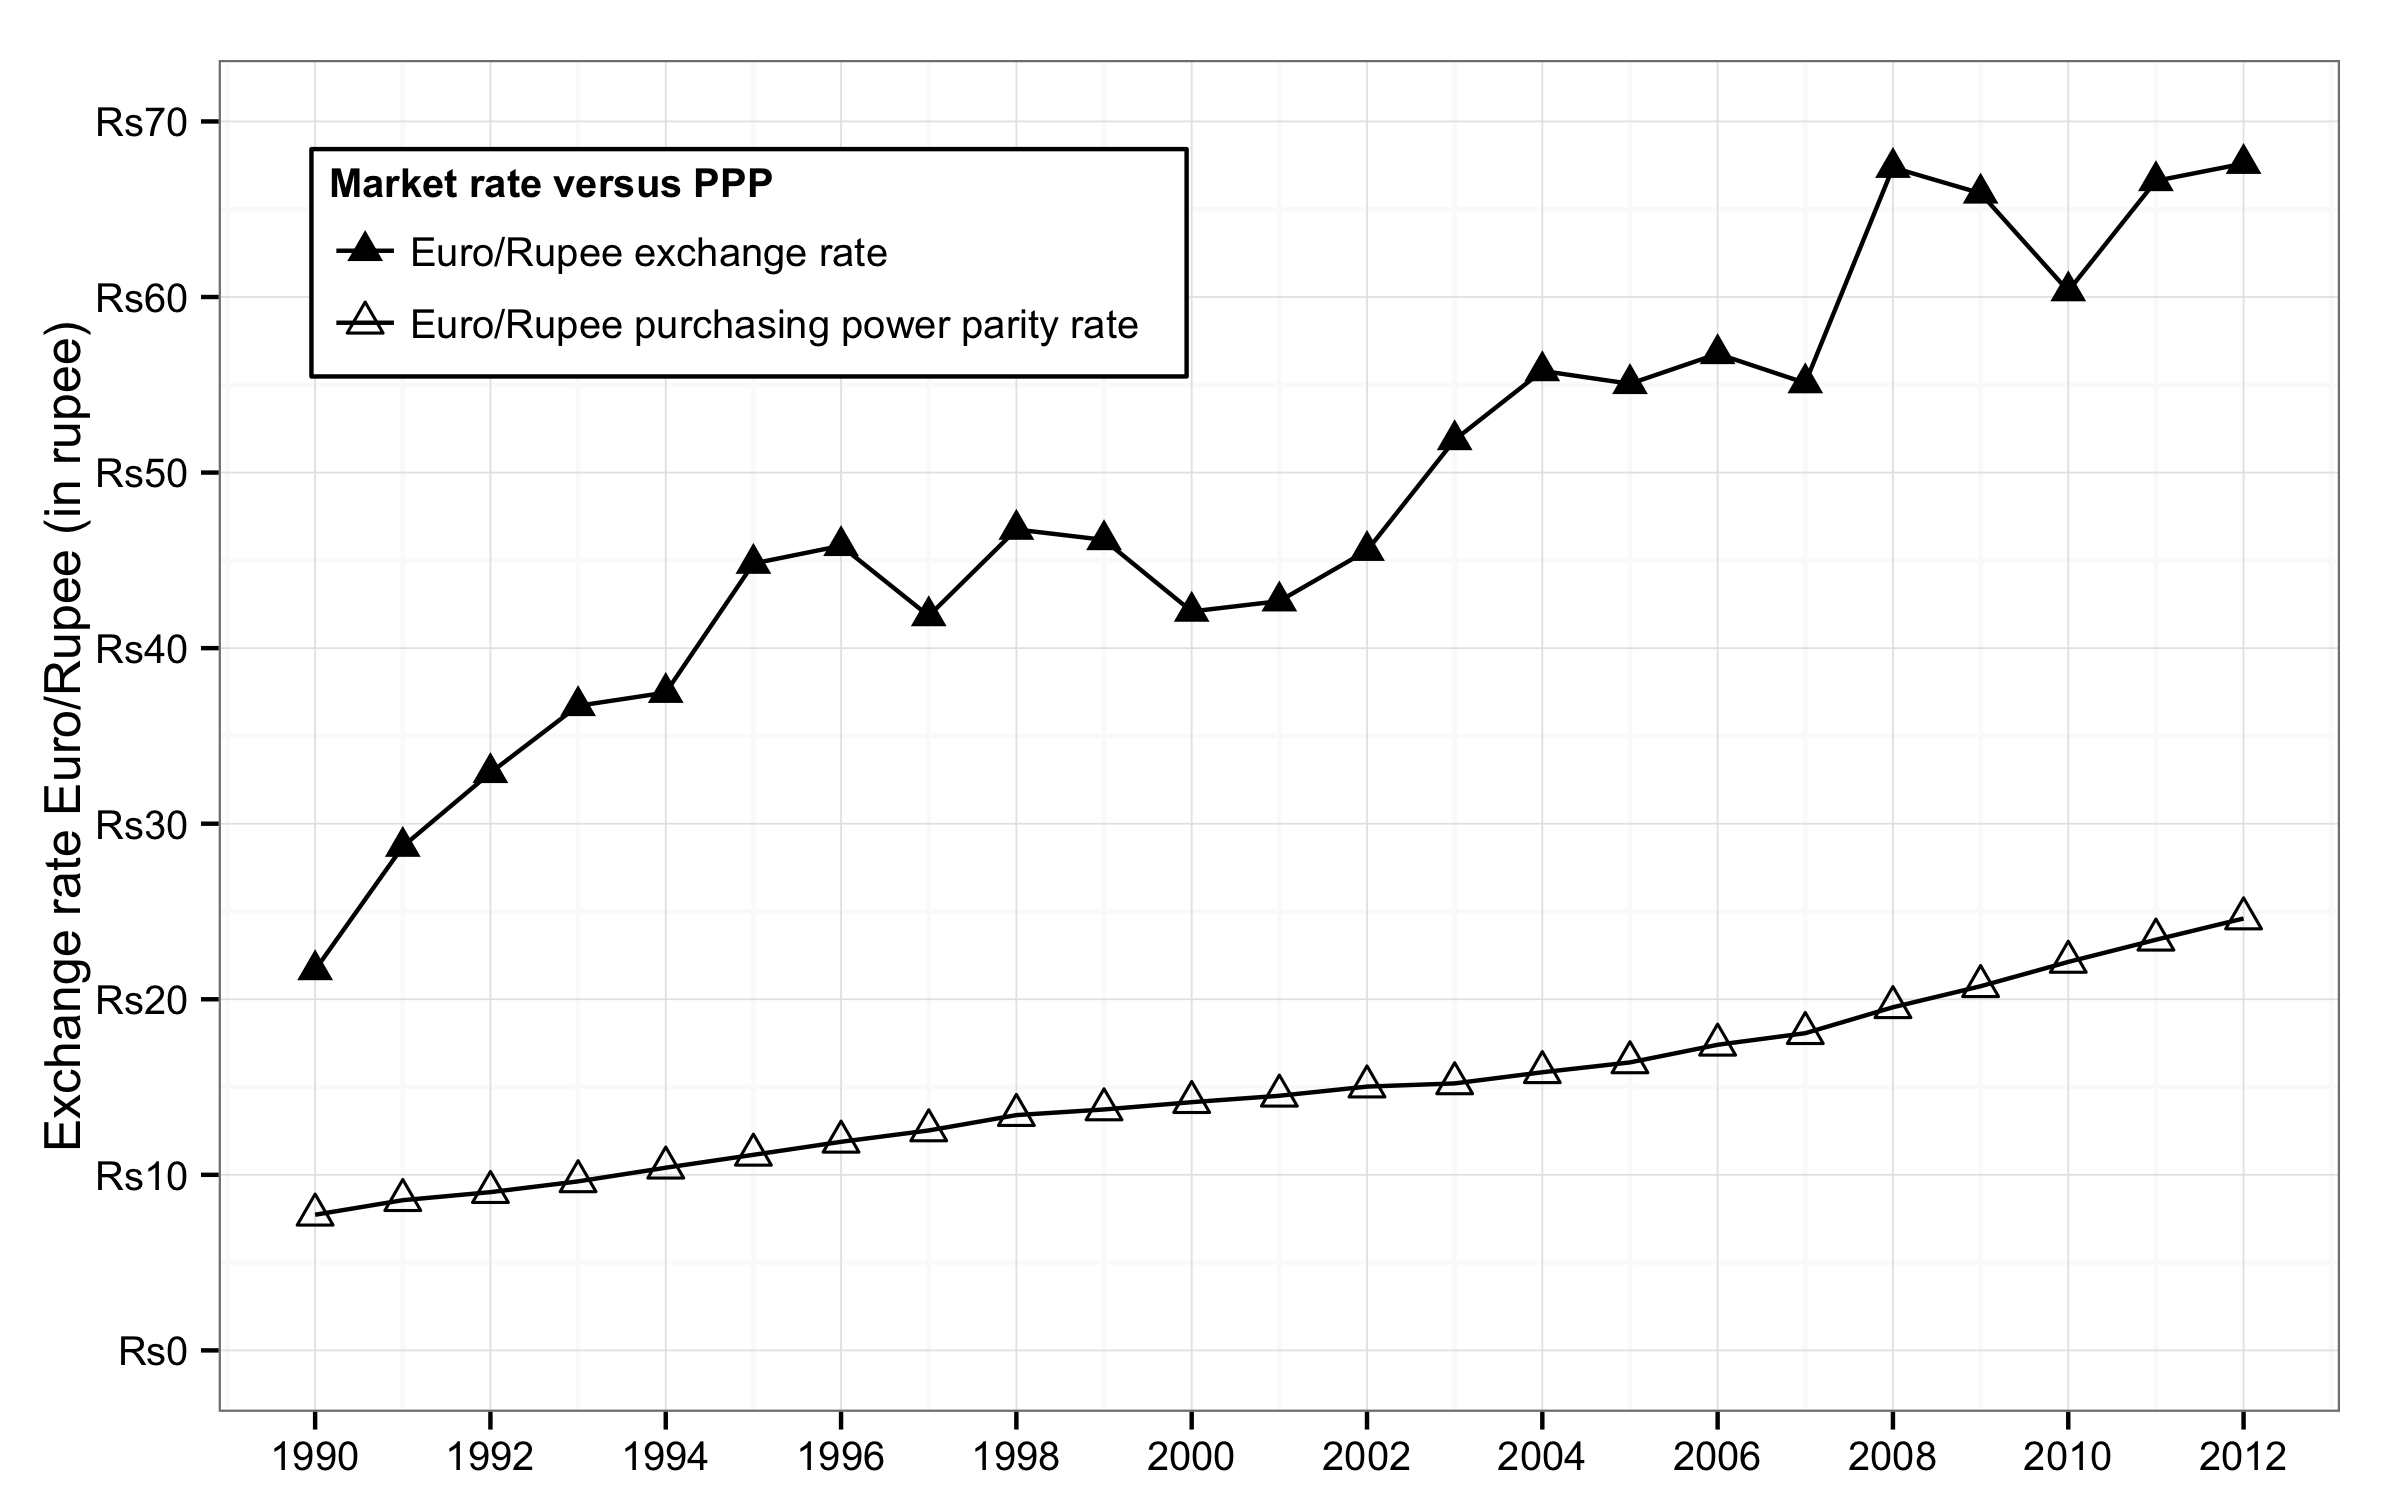 Exchange rate Euro/Rupee (in rupee)
Rs70
Rs60
Rs50
Rs40
Rs30
Rs20
Rs10
Rs0
Market rate versus PPP
Euro/Rupee exchange rate
Euro/Rupee purchasing power parity rate
1990 1992 1994 1996 1998 2000 2002 2004 2006 2008 2010 2012